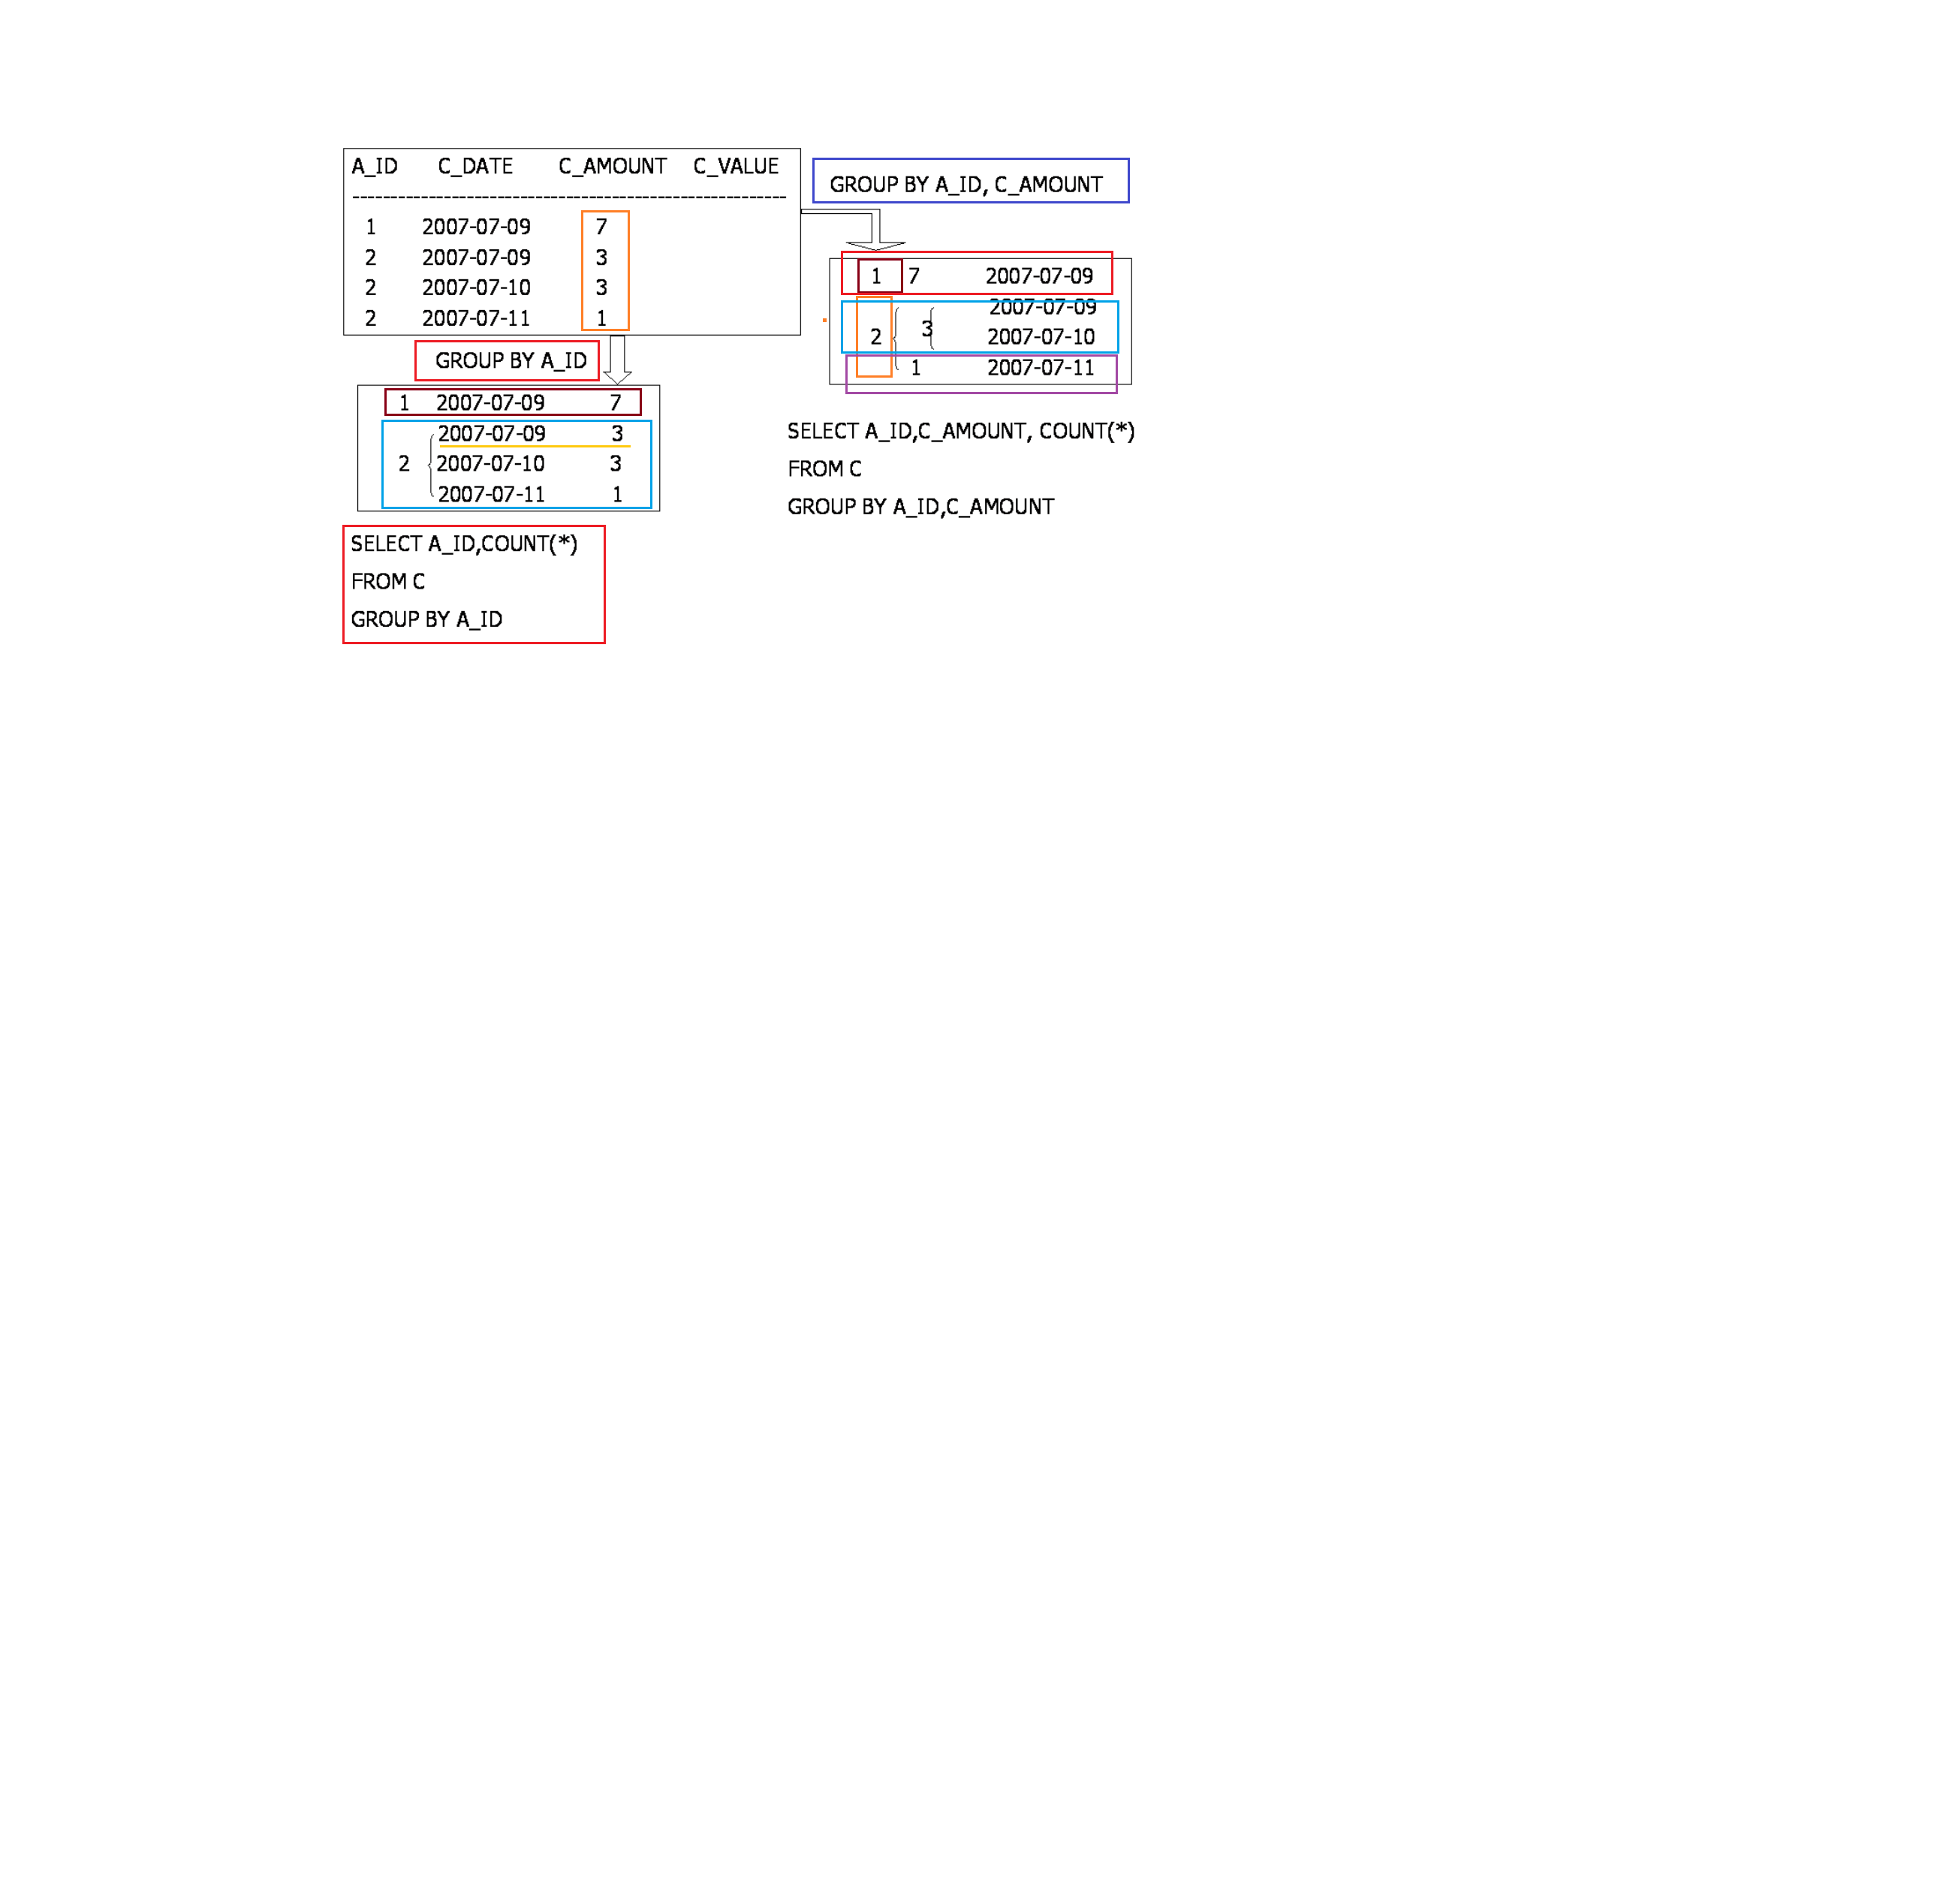 A_ID C_DATE C_AMOUNT C_VALUE
----------------------------------------------------------
1 2007-07-09 7
2 2007-07-09 3
2 2007-07-10 3
2 2007-07-11 1
GROUP BY A_ID, C_AMOUNT
1 7 2007-07-09
2007-07-09
3
2 2007-07-10
1 2007-07-11
GROUP BY A_ID
1 2007-07-09 7
2007-07-09 3
2 2007-07-10 3
2007-07-11 1
SELECT A_ID,C_AMOUNT, COUNT(*)
FROM C
GROUP BY A_ID,C_AMOUNT
SELECT A_ID,COUNT(*)
FROM C
GROUP BY A_ID